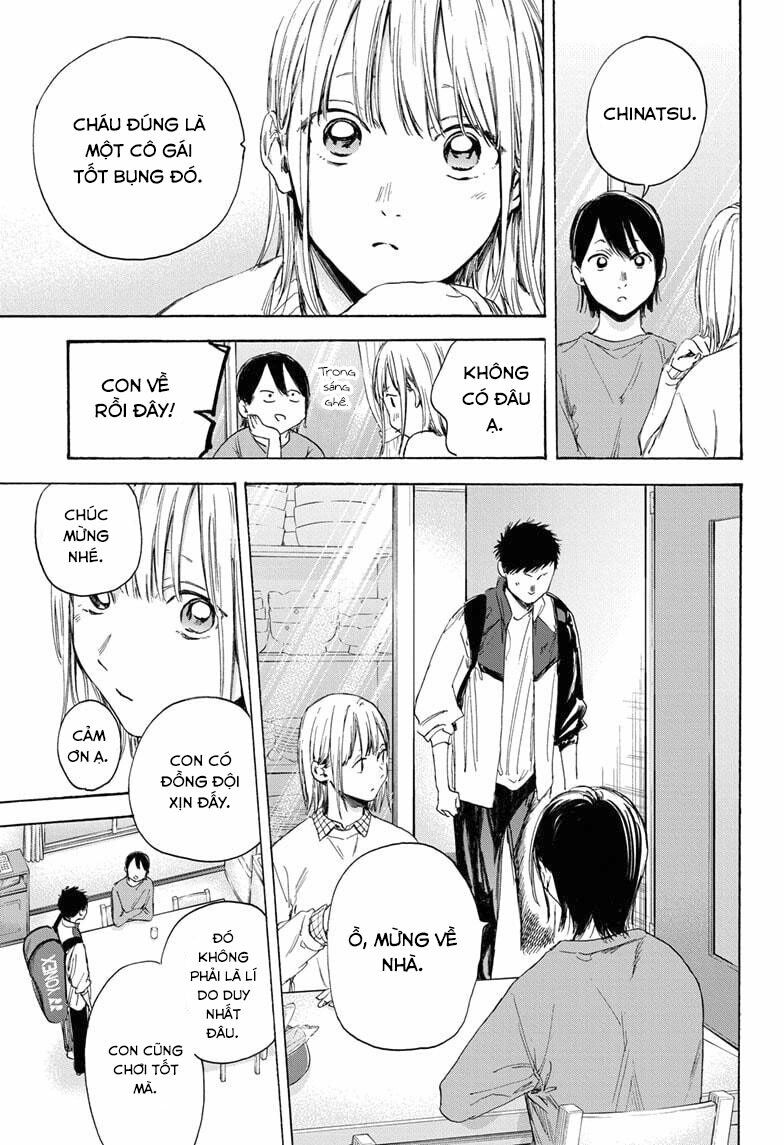 CHINATSU.
CHÁU ĐÚNG LÀ
MỘT CÔ GÁI
TỐT BỤNG ĐÓ.
KHÔNG
CÓ ĐÂU
Ạ.
Trong
sáng
ghê.
CON VỀ
RỒI ĐÂY!
Ồ, MỪNG VỀ
NHÀ.
CHÚC
MỪNG
NHÉ.
CẢM
ƠN Ạ.
CON CÓ
ĐỒNG ĐỘI
XỊN ĐẤY.
ĐÓ
KHÔNG
PHẢI LÀ LÍ
DO DUY
NHẤT
ĐÂU.
CON CŨNG
CHƠI TỐT
MÀ.
YONEX